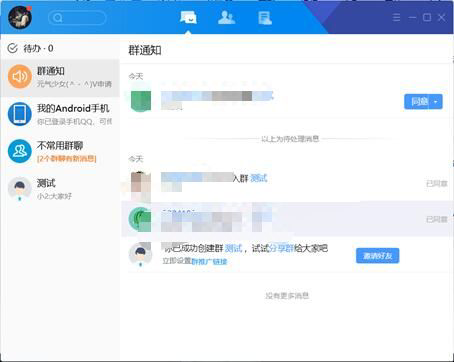 待办 · 0
群通知
元气少女(＾-＾)V申请
我的Android手机
你已登录手机QQ，可传
不常用群聊
[2个群聊有新消息]
测试
小2:大家好
群通知
今天
同意
以上为待处理消息
今天
入群 测试
已同意
已同意
你已成功创建群 测试 ，试试分享群给大家吧
立即设置群推广链接
邀请好友
没有更多消息